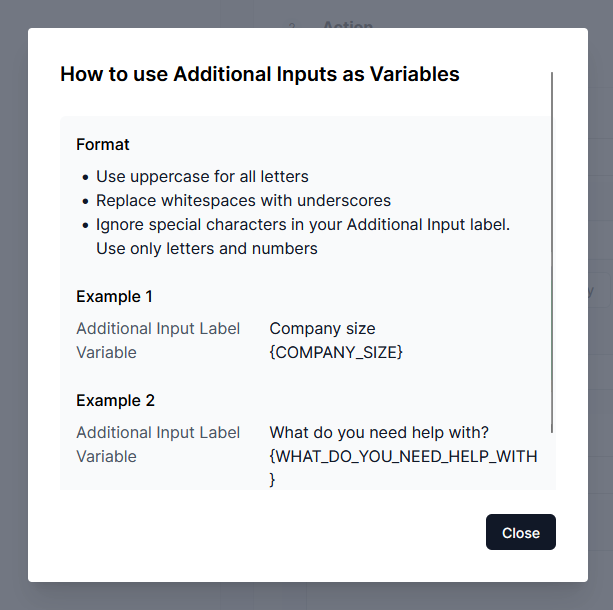 2 Action
How to use Additional Inputs as Variables
Format
• Use uppercase for all letters
• Replace whitespaces with underscores
• Ignore special characters in your Additional Input label.
Use only letters and numbers
Example 1
Additional Input Label Company size
Variable {COMPANY_SIZE}
Example 2
Additional Input Label What do you need help with?
Variable {WHAT_DO_YOU_NEED_HELP_WITH
}
Close